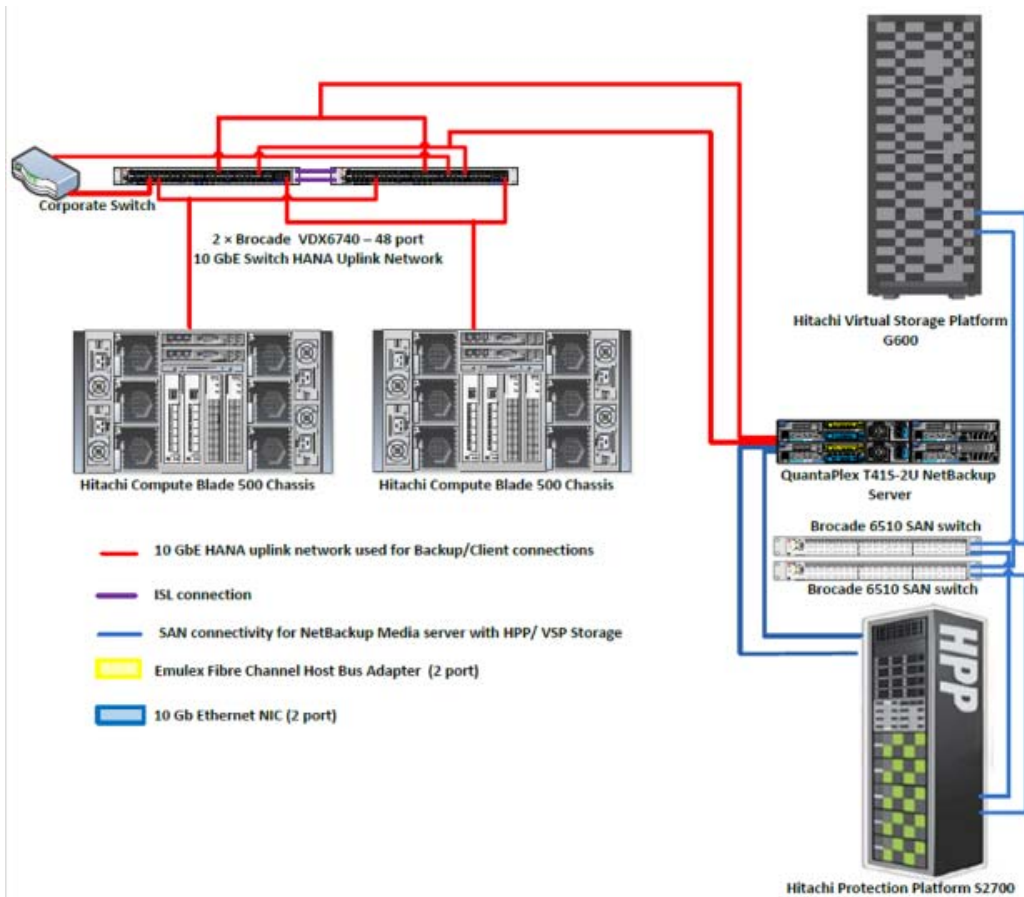 Corporate Switch
2 × Brocade VDX6740 – 48 port
10 GbE Switch HANA Uplink Network
Hitachi Virtual Storage Platform
G600
Hitachi Compute Blade 500 Chassis
Hitachi Compute Blade 500 Chassis
QuantaPlex T41S-2U NetBackup
Server
Brocade 6510 SAN switch
Brocade 6510 SAN switch
10 GbE HANA uplink network used for Backup/Client connections
ISL connection
SAN connectivity for NetBackup Media server with HPP/ VSP Storage
Emulex Fibre Channel Host Bus Adapter (2 port)
10 Gb Ethernet NIC (2 port)
HPP
Hitachi Protection Platform S2700